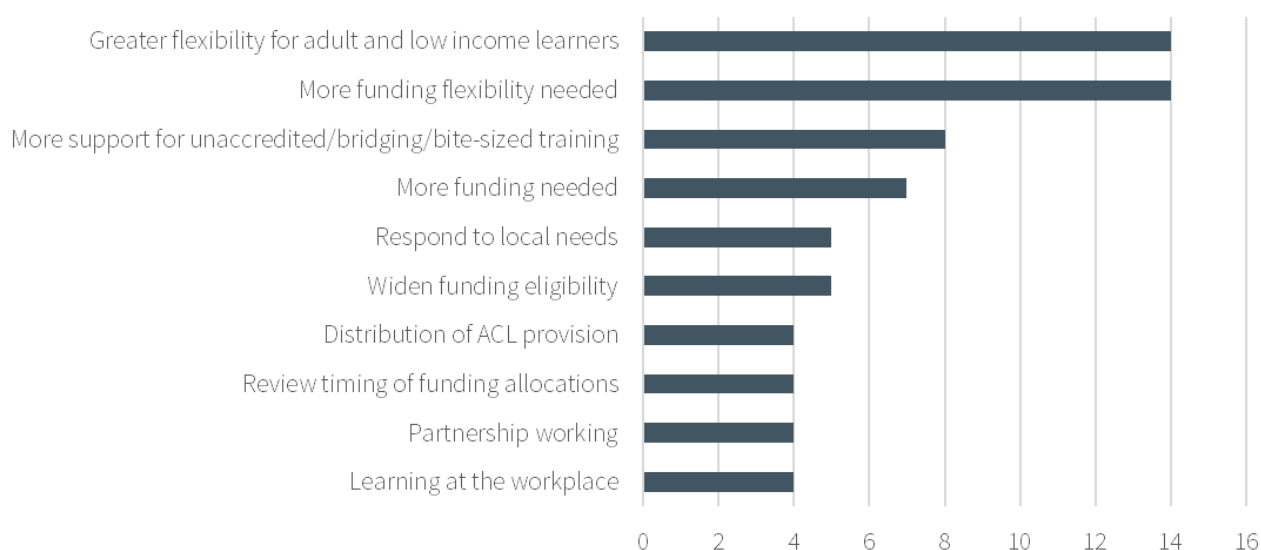 Greater flexibility for adult and low income learners
More funding flexibility needed
More support for unaccredited/bridging/bite-sized training
More funding needed
Respond to local needs
Widen funding eligibility
Distribution of ACL provision
Review timing of funding allocations
Partnership working
Learning at the workplace
0 2 4 6 8 10 12 14 16